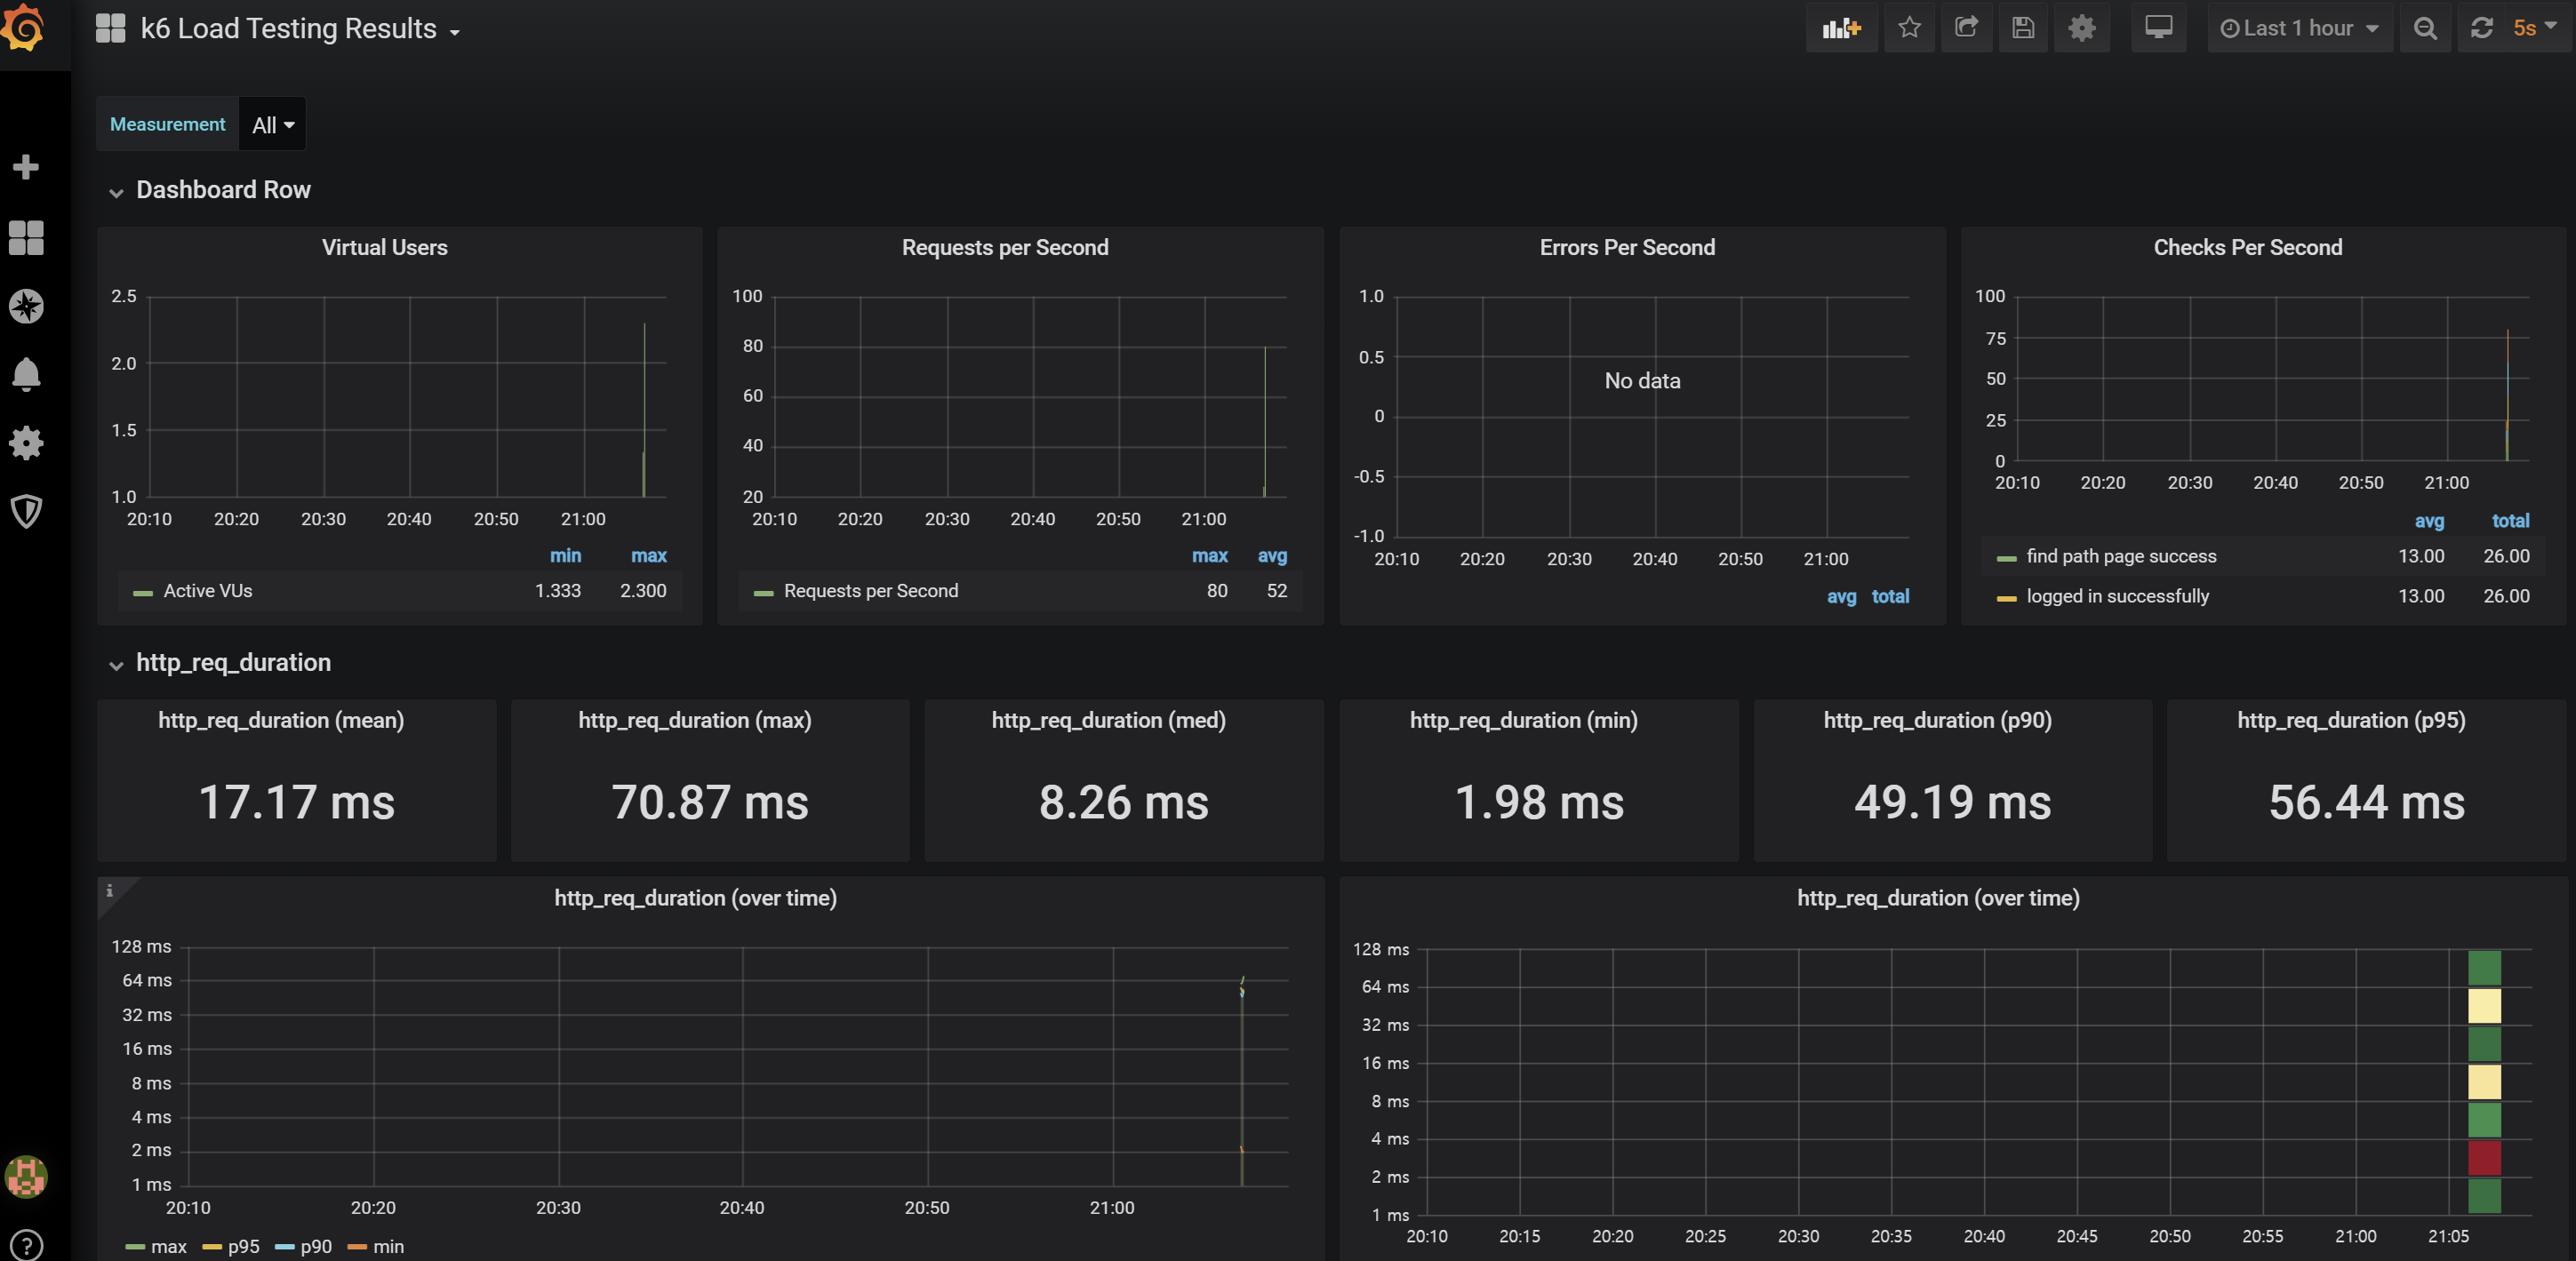 k6 Load Testing Results
Last 1 hour
5s
Measurement All
Dashboard Row
Virtual Users
2.5
2.0
1.5
1.0
20:10 20:20 20:30 20:40 20:50 21:00
min max
Active VUs 1.333 2.300
Requests per Second
100
80
60
40
20
20:10 20:20 20:30 20:40 20:50 21:00
max avg
Requests per Second 80 52
Errors Per Second
1.0
0.5
0
-0.5
-1.0
No data
20:10 20:20 20:30 20:40 20:50 21:00
avg total
Checks Per Second
100
75
50
25
0
20:10 20:20 20:30 20:40 20:50 21:00
avg total
find path page success 13.00 26.00
logged in successfully 13.00 26.00
http_req_duration
http_req_duration (mean)
17.17 ms
http_req_duration (max)
70.87 ms
http_req_duration (med)
8.26 ms
http_req_duration (min)
1.98 ms
http_req_duration (p90)
49.19 ms
http_req_duration (p95)
56.44 ms
i
http_req_duration (over time)
128 ms
64 ms
32 ms
16 ms
8 ms
4 ms
2 ms
1 ms
20:10 20:20 20:30 20:40 20:50 21:00
max p95 p90 min
http_req_duration (over time)
128 ms
64 ms
32 ms
16 ms
8 ms
4 ms
2 ms
1 ms
20:10 20:15 20:20 20:25 20:30 20:35 20:40 20:45 20:50 20:55 21:00 21:05
?